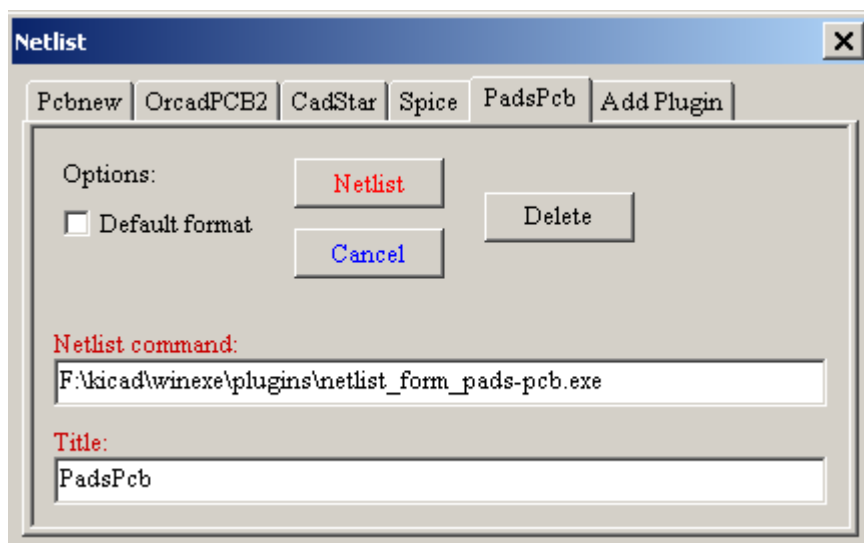 Netlist
Pcbnew OrcadPCB2 CadStar Spice PadsPcb Add Plugin
Options:
Netlist
Default format
Delete
Cancel
Netlist command:
F:\kicad\winexe\plugins\netlist_form_pads-pcb.exe
Title:
PadsPcb